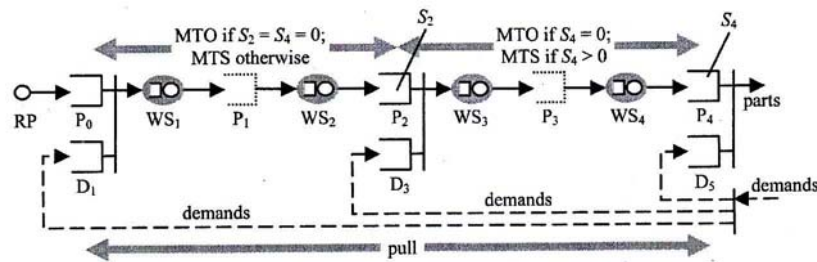 MTO if S2 = S4 = 0;
MTS otherwise
S2
MTO if S4 = 0;
MTS if S4 > 0
S4
RP
P0
WS1
P1
WS2
P2
WS3
P3
WS4
P4
parts
D1
D3
D5
demands
demands
demands
pull